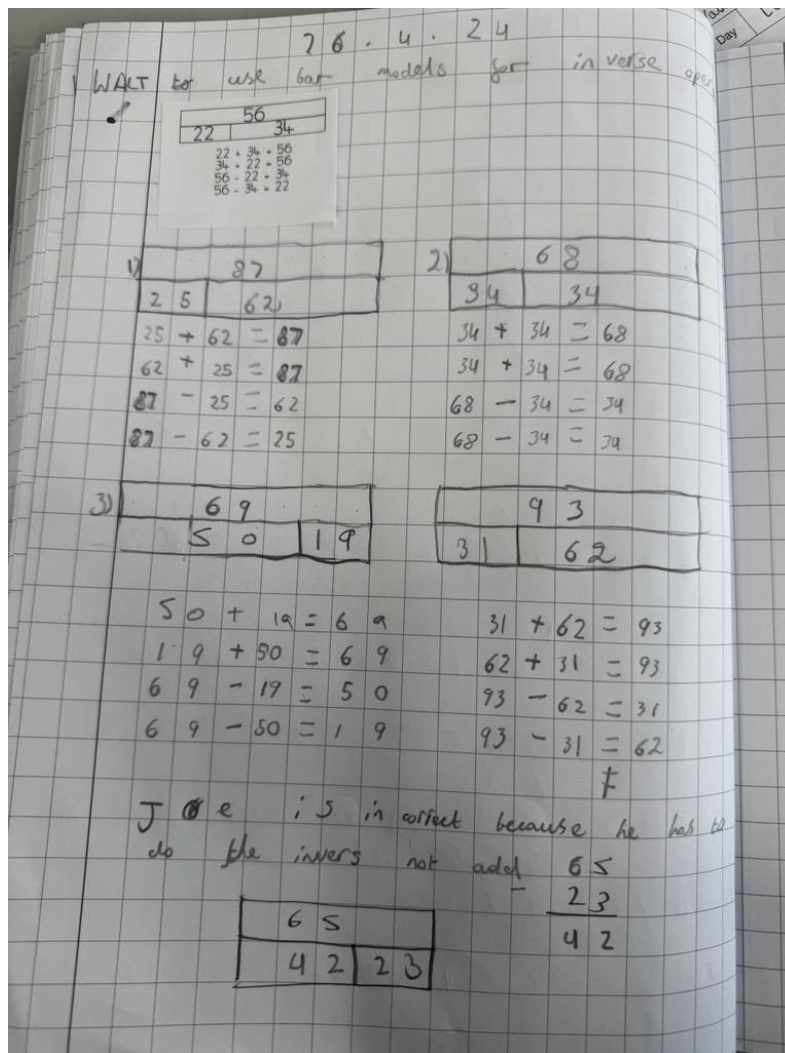 26.4.24
WALT to use bar models for inverse oper
Day
56
22 34
22 + 34 = 56
34 + 22 = 56
56 - 22 = 34
56 - 34 = 22
1) 87
25 62
25 + 62 = 87
62 + 25 = 87
87 - 25 = 62
87 - 62 = 25
2) 68
34 34
34 + 34 = 68
34 + 34 = 68
68 - 34 = 34
68 - 34 = 34
3) 69
50 19
50 + 19 = 69
19 + 50 = 69
69 - 19 = 50
69 - 50 = 19
93
31 62
31 + 62 = 93
62 + 31 = 93
93 - 62 = 31
93 - 31 = 62
Joe is in correct because he has to
do the invers not add
65
- 23
42
65
42 23